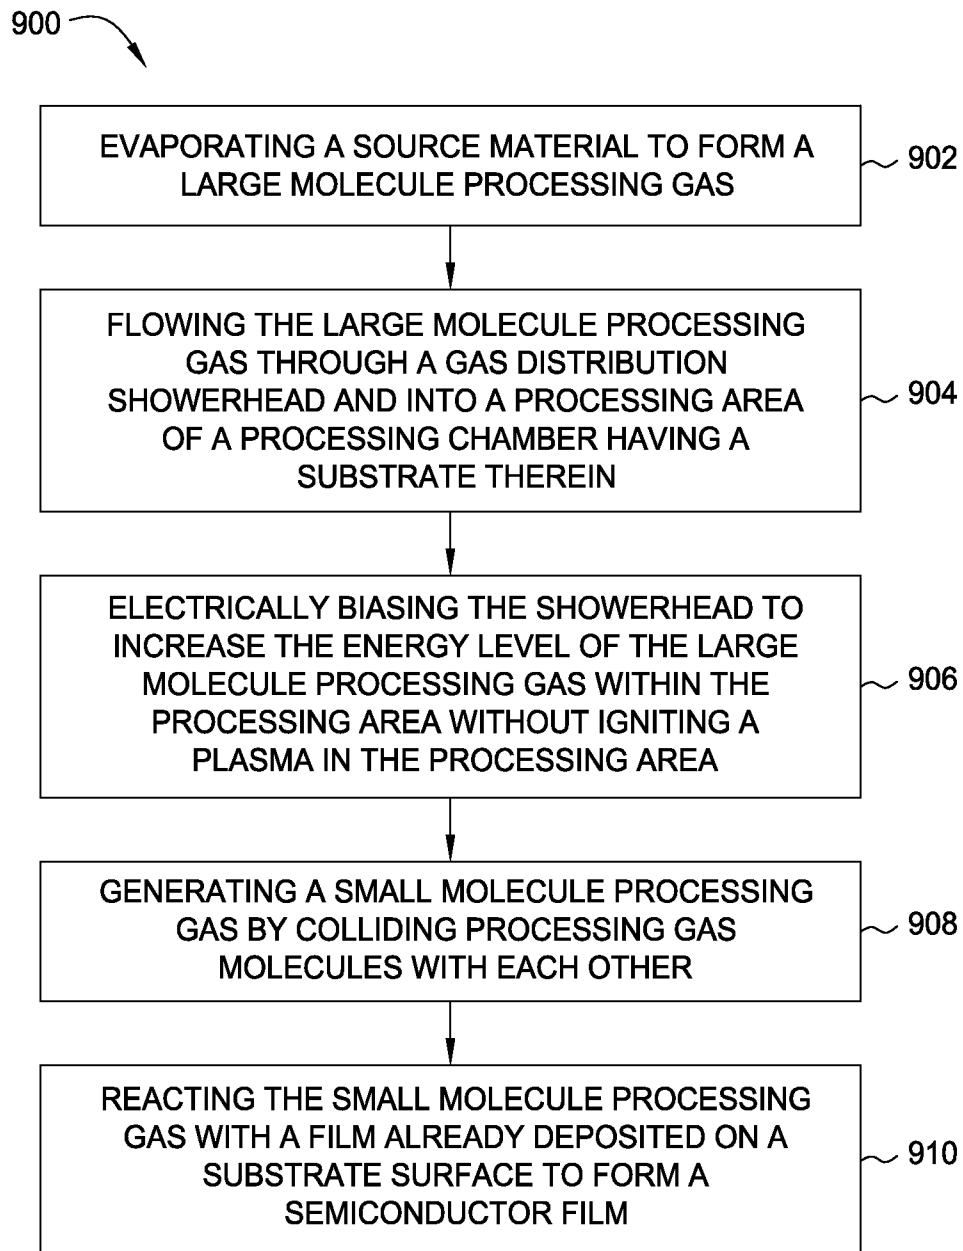 900
EVAPORATING A SOURCE MATERIAL TO FORM A
LARGE MOLECULE PROCESSING GAS
902
FLOWING THE LARGE MOLECULE PROCESSING
GAS THROUGH A GAS DISTRIBUTION
SHOWERHEAD AND INTO A PROCESSING AREA
OF A PROCESSING CHAMBER HAVING A
SUBSTRATE THEREIN
904
ELECTRICALLY BIASING THE SHOWERHEAD TO
INCREASE THE ENERGY LEVEL OF THE LARGE
MOLECULE PROCESSING GAS WITHIN THE
PROCESSING AREA WITHOUT IGNITING A
PLASMA IN THE PROCESSING AREA
906
GENERATING A SMALL MOLECULE PROCESSING
GAS BY COLLIDING PROCESSING GAS
MOLECULES WITH EACH OTHER
908
REACTING THE SMALL MOLECULE PROCESSING
GAS WITH A FILM ALREADY DEPOSITED ON A
SUBSTRATE SURFACE TO FORM A
SEMICONDUCTOR FILM
910